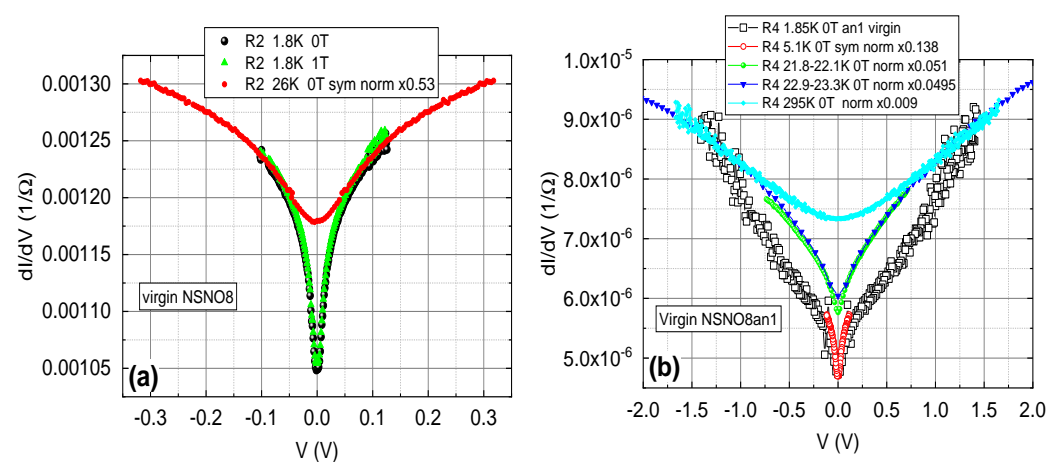 R2 1.8K 0T
R2 1.8K 1T
R2 26K 0T sym norm x0.53
0.00130
0.00125
0.00120
0.00115
0.00110
0.00105
dI/dV (1/Ω)
virgin NSNO8
(a)
-0.3 -0.2 -0.1 0.0 0.1 0.2 0.3
V (V)
R4 1.85K 0T an1 virgin
R4 5.1K 0T sym norm x0.138
R4 21.8-22.1K 0T norm x0.051
R4 22.9-23.3K 0T norm x0.0495
R4 295K 0T norm x0.009
1.0x10⁻⁵
9.0x10⁻⁶
8.0x10⁻⁶
7.0x10⁻⁶
6.0x10⁻⁶
5.0x10⁻⁶
dI/dV (1/Ω)
Virgin NSNO8an1
(b)
-2.0 -1.5 -1.0 -0.5 0.0 0.5 1.0 1.5 2.0
V (V)